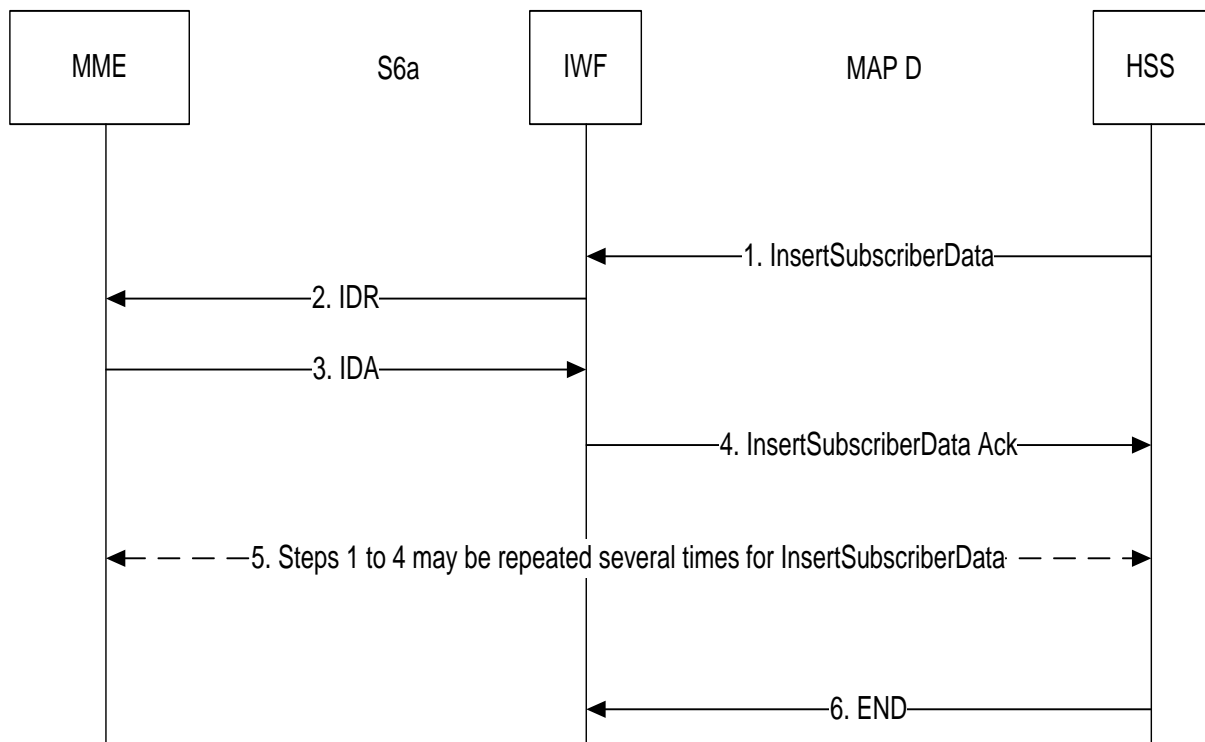 MME
S6a
IWF
MAP D
HSS
1. InsertSubscriberData
2. IDR
3. IDA
4. InsertSubscriberData Ack
5. Steps 1 to 4 may be repeated several times for InsertSubscriberData
6. END